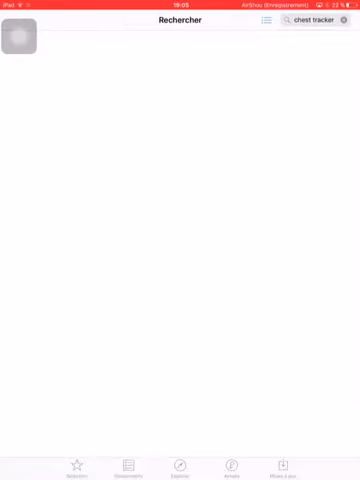 iPad 19:05 AirShou (Enregistrement) 22 %
Rechercher chest tracker
Sélection Classements Explorer Achats Mises à jour